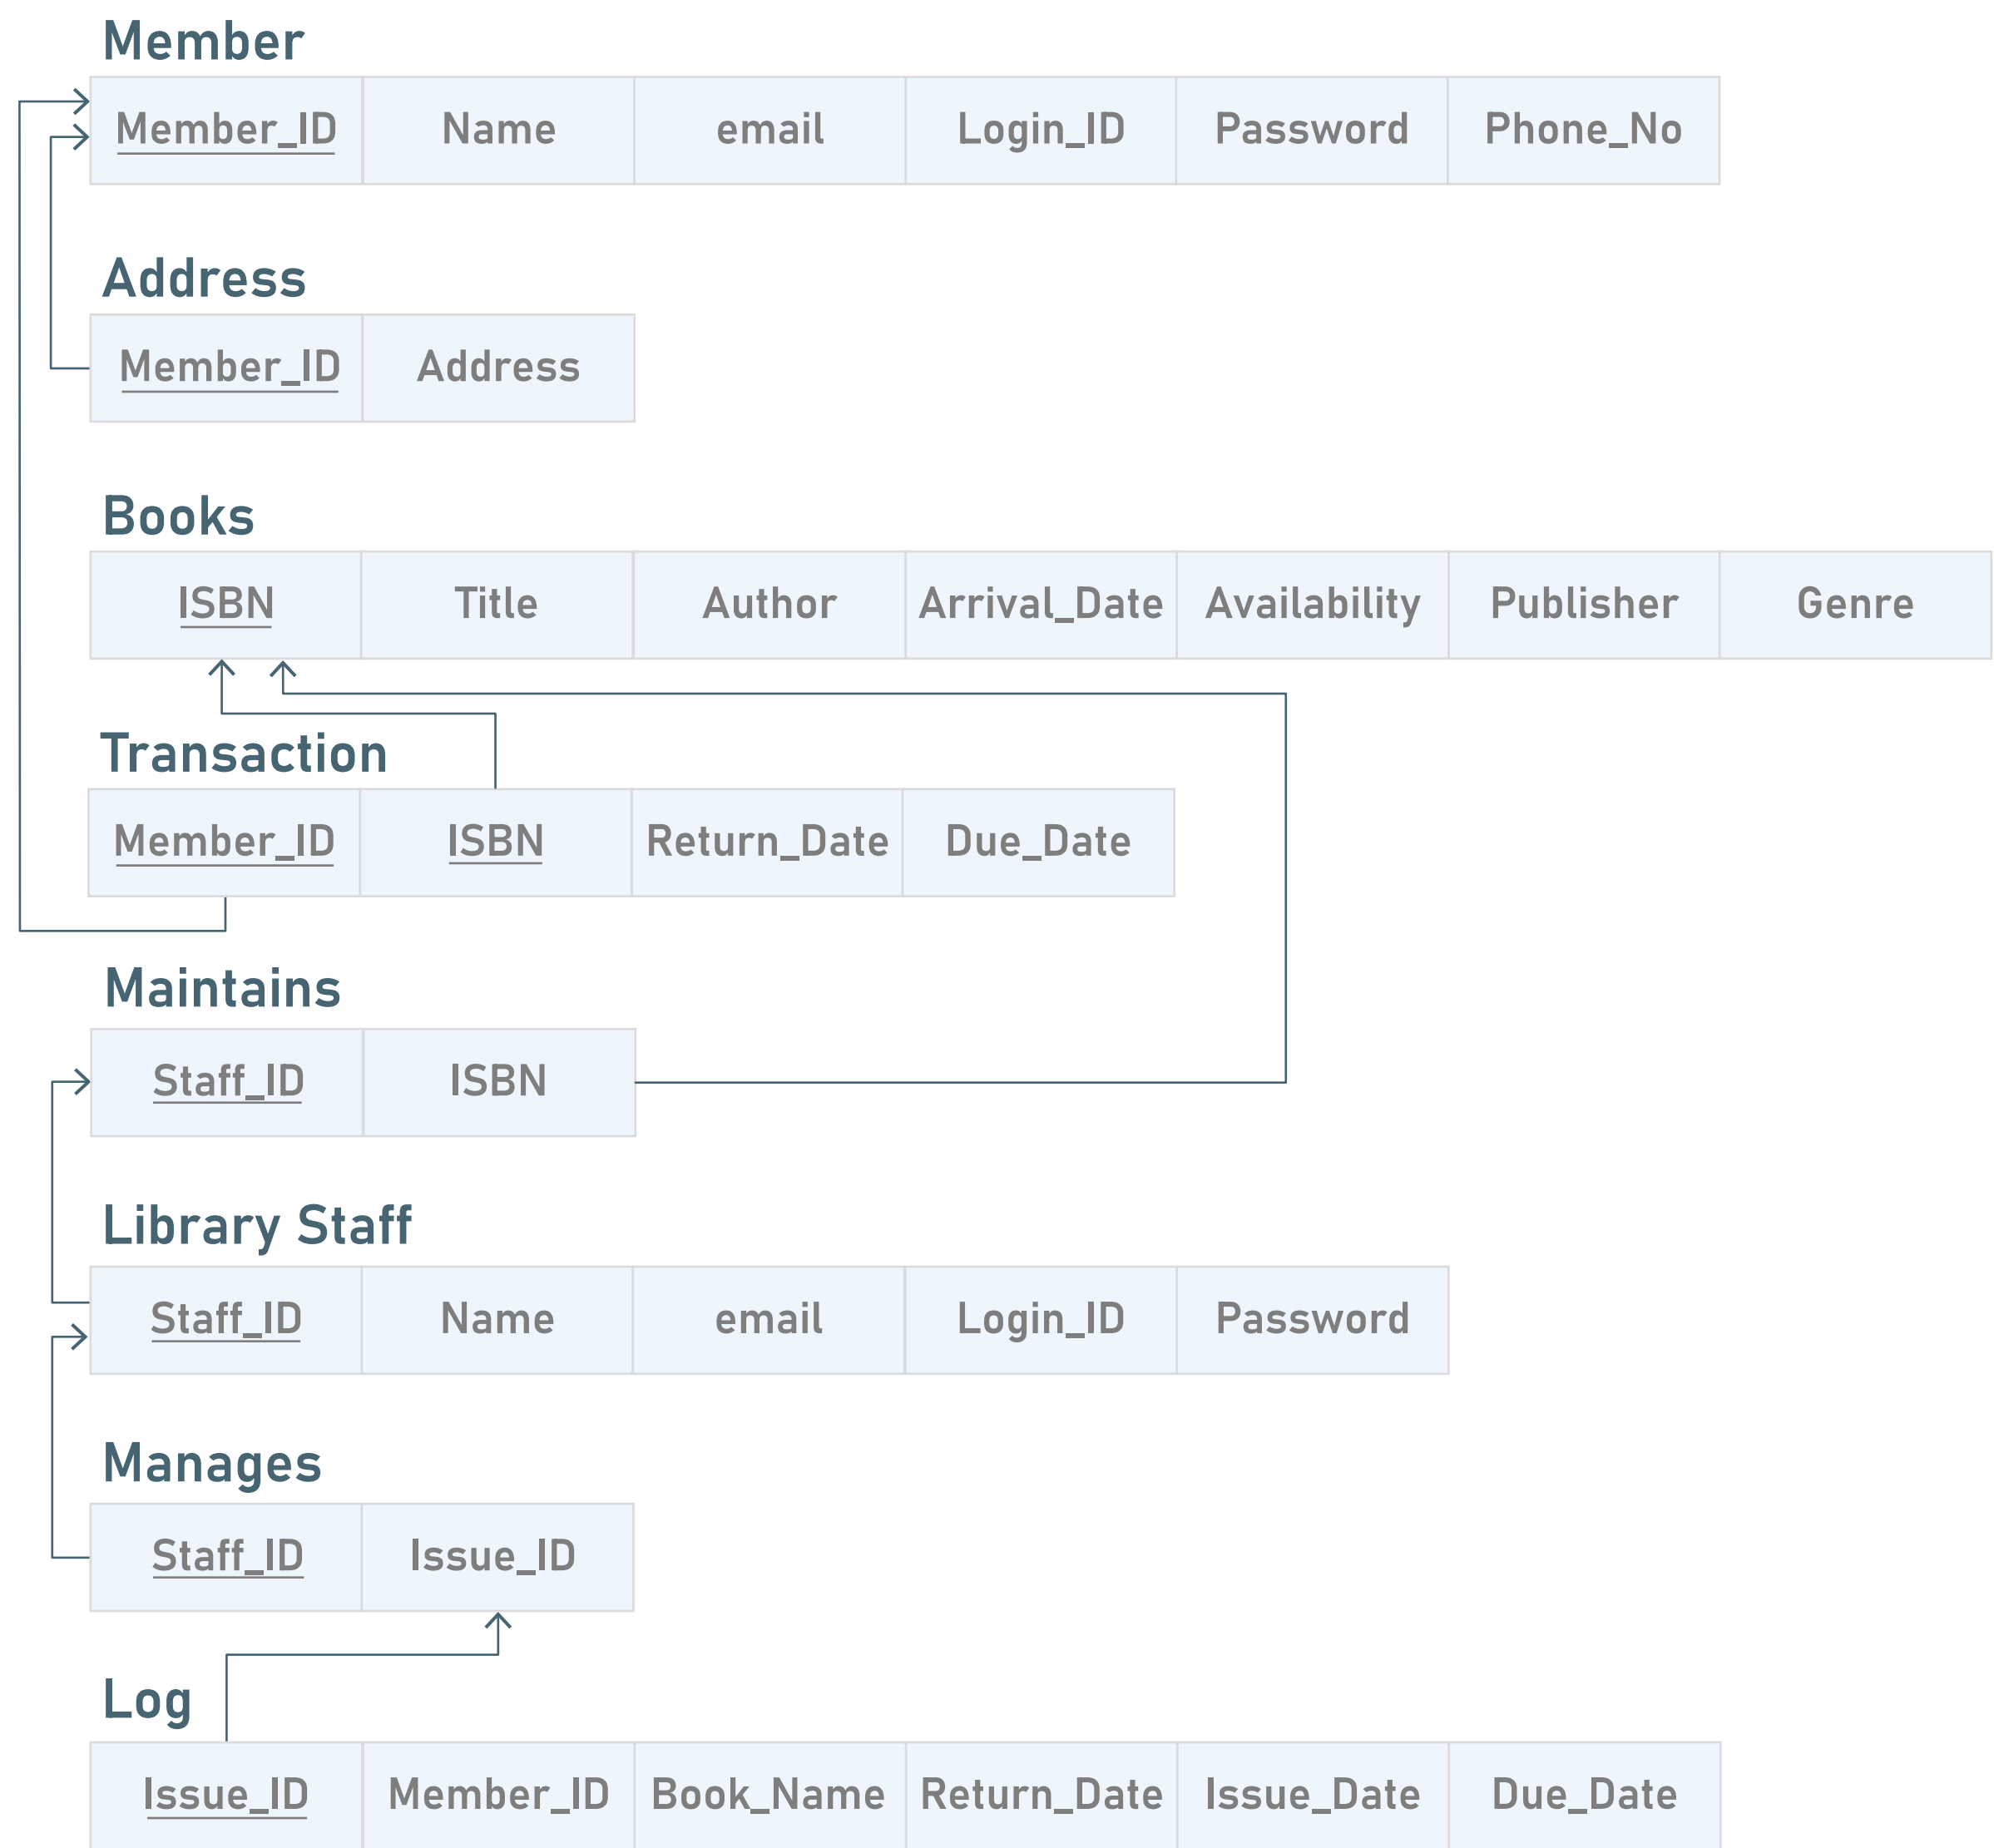 Member
Member_ID Name email Login_ID Password Phone_No
Address
Member_ID Address
Books
ISBN Title Author Arrival_Date Availability Publisher Genre
Transaction
Member_ID ISBN Return_Date Due_Date
Maintains
Staff_ID ISBN
Library Staff
Staff_ID Name email Login_ID Password
Manages
Staff_ID Issue_ID
Log
Issue_ID Member_ID Book_Name Return_Date Issue_Date Due_Date